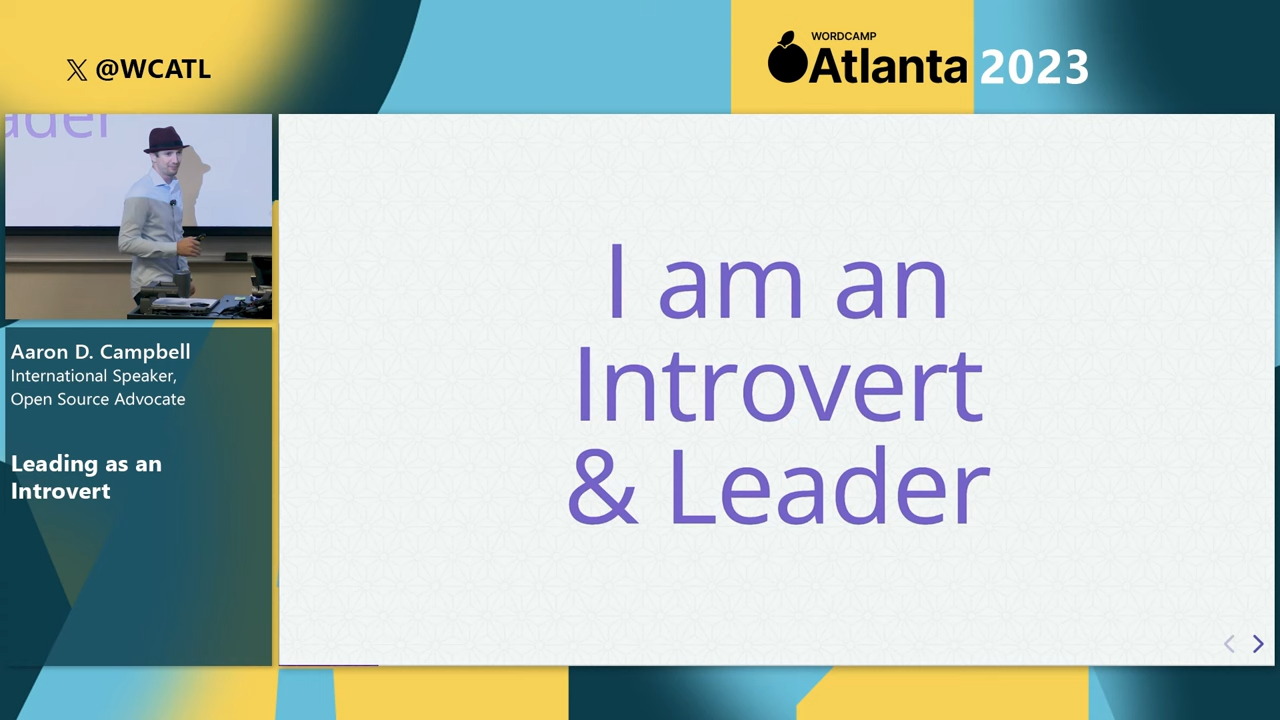 𝕏 @WCATL
WORDCAMP
Atlanta 2023
ader
I am an
Introvert
& Leader
Aaron D. Campbell
International Speaker,
Open Source Advocate
Leading as an
Introvert